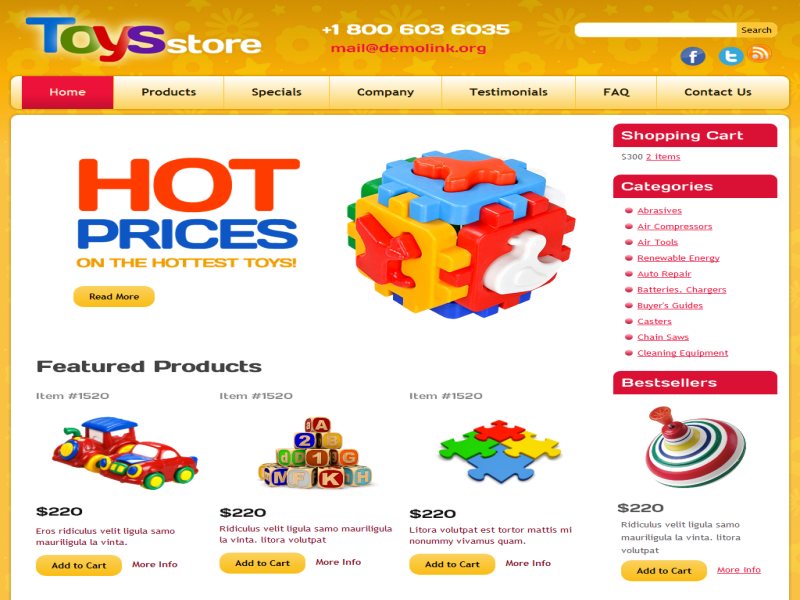 Toys store
+1 800 603 6035
mail@demolink.org
Search
Home
Products
Specials
Company
Testimonials
FAQ
Contact Us
HOT
PRICES
ON THE HOTTEST TOYS!
Read More
Shopping Cart
$300 2 items
Categories
Abrasives
Air Compressors
Air Tools
Renewable Energy
Auto Repair
Batteries, Chargers
Buyer's Guides
Casters
Chain Saws
Cleaning Equipment
Featured Products
Item #1520
$220
Eros ridiculus velit ligula samo
mauriligula la vinta.
Add to Cart More Info
Item #1520
A
2 B
D 1 G
M F K H
$220
Ridiculus velit ligula samo mauriligula
la vinta. litora volutpat
Add to Cart More Info
Item #1520
$220
Litora volutpat est tortor mattis mi
nonummy vivamus quam.
Add to Cart More Info
Bestsellers
$220
Ridiculus velit ligula samo
mauriligula la vinta. litora
volutpat
Add to Cart More Info